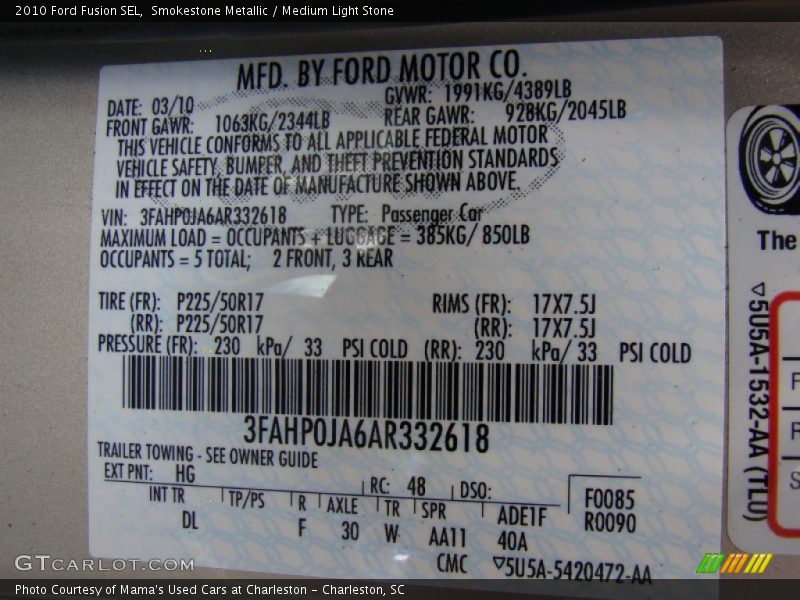 2010 Ford Fusion SEL, Smokestone Metallic / Medium Light Stone
MFD. BY FORD MOTOR CO.
DATE: 03/10 GVWR: 1991KG/4389LB
FRONT GAWR: 1063KG/2344LB REAR GAWR: 928KG/2045LB
THIS VEHICLE CONFORMS TO ALL APPLICABLE FEDERAL MOTOR
VEHICLE SAFETY, BUMPER, AND THEFT PREVENTION STANDARDS
IN EFFECT ON THE DATE OF MANUFACTURE SHOWN ABOVE.
VIN: 3FAHP0JA6AR332618 TYPE: Passenger Car
MAXIMUM LOAD = OCCUPANTS + LUGGAGE = 385KG/ 850LB
OCCUPANTS = 5 TOTAL; 2 FRONT, 3 REAR
TIRE (FR): P225/50R17 RIMS (FR): 17X7.5J
(RR): P225/50R17 (RR): 17X7.5J
PRESSURE (FR): 230 kPa/ 33 PSI COLD (RR): 230 kPa/ 33 PSI COLD
3FAHP0JA6AR332618
TRAILER TOWING - SEE OWNER GUIDE
EXT PNT: HG RC: 48 DSO: F0085
INT TR TP/PS R AXLE TR SPR ADE1F R0090
DL F 30 W AA11 40A
CMC 5U5A-5420472-AA
The
5U5A-1532-AA (TLU)
F
R
S
GTCarLot.com
Photo Courtesy of Mama's Used Cars at Charleston - Charleston, SC